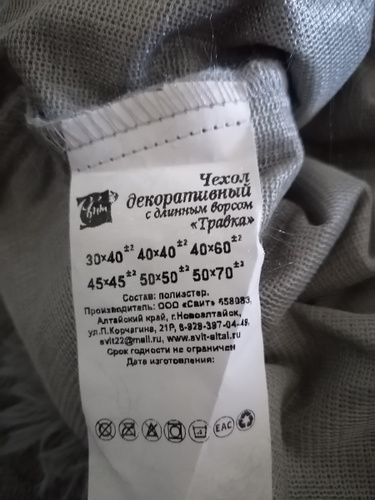 Чехол
декоративный
с длинным ворсом
«Травка»
30×40±2 40×40±2 40×60±2
45×45±2 50×50±2 50×70±2
Состав: полиэстер.
Производитель: ООО «Свит» 658083,
Алтайский край, г.Новоалтайск,
ул.П.Корчагина, 21Р, 8-928-397-04-49,
svit22@mail.ru, www.svit-altai.ru
Срок годности не ограничен
Дата изготовления:
EAC